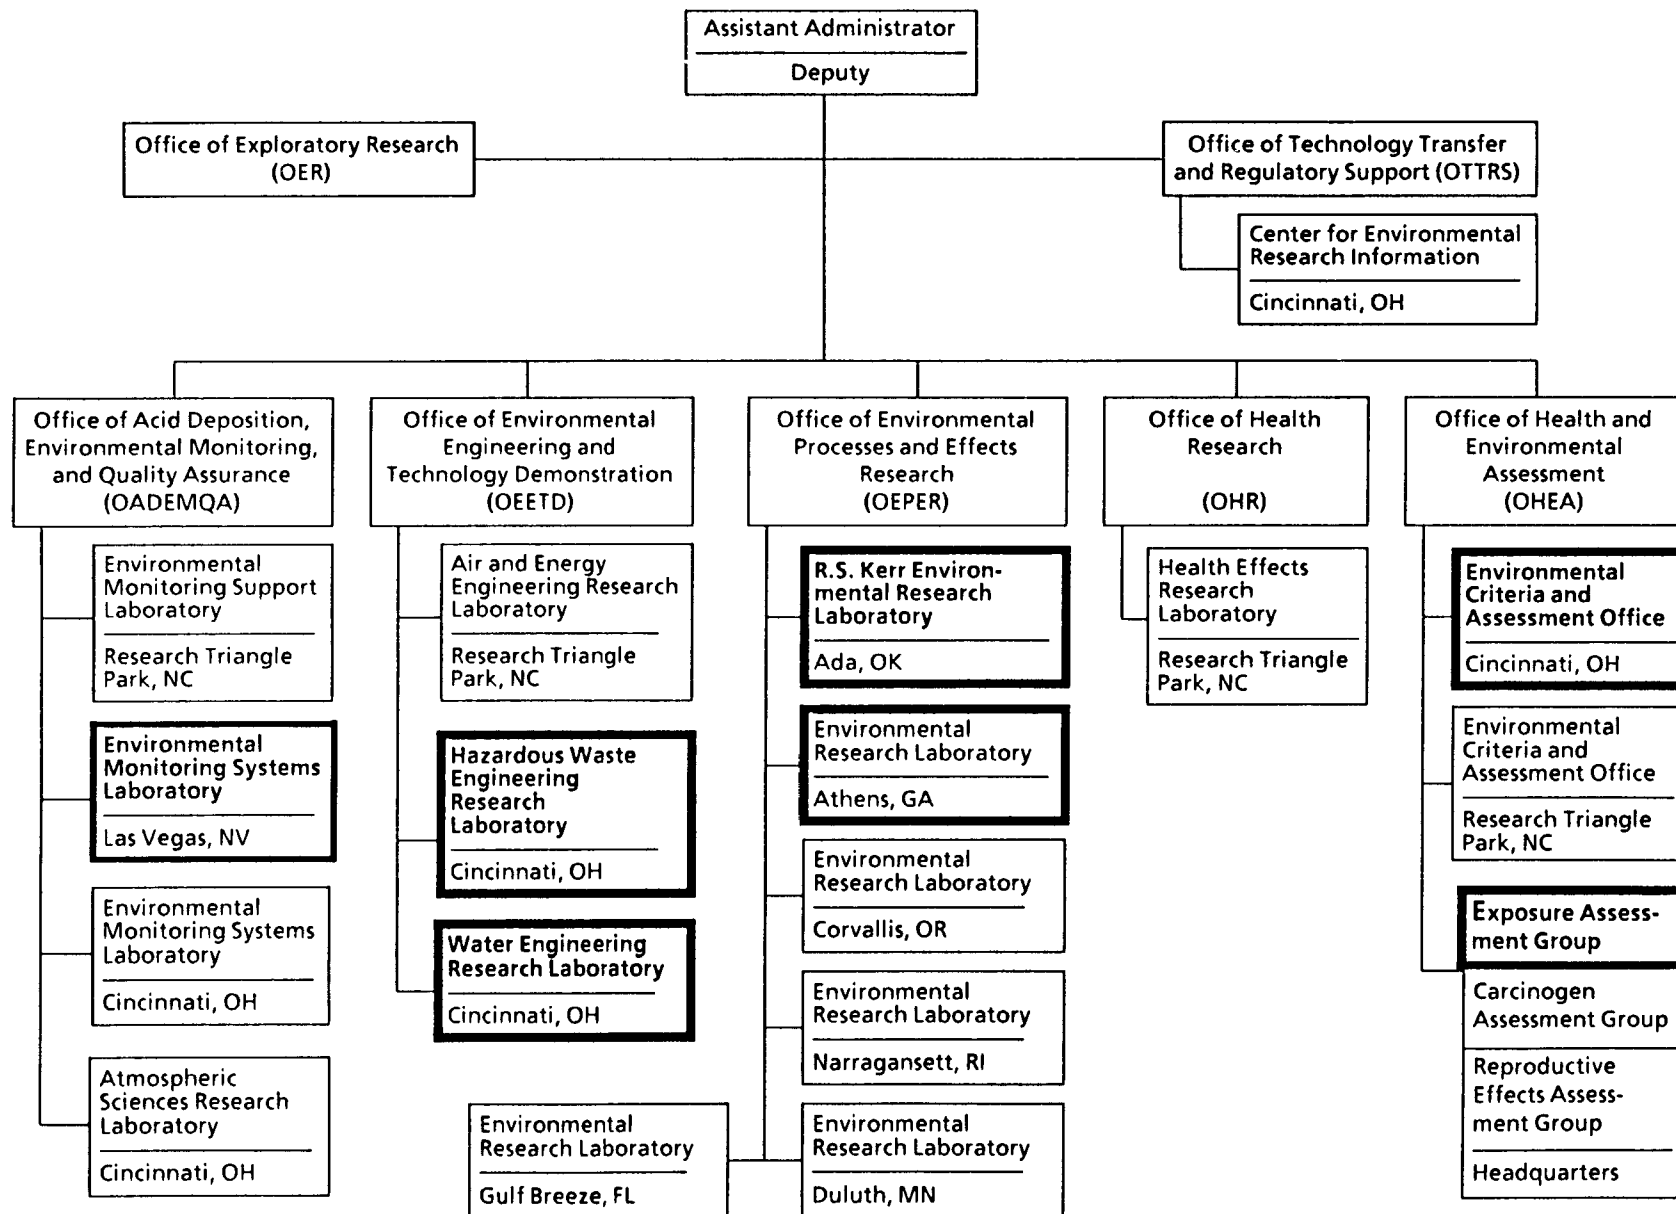 Assistant Administrator
Deputy
Office of Exploratory Research
(OER)
Office of Technology Transfer
and Regulatory Support (OTTRS)
Center for Environmental
Research Information
Cincinnati, OH
Office of Acid Deposition,
Environmental Monitoring,
and Quality Assurance
(OADEMQA)
Environmental
Monitoring Support
Laboratory
Research Triangle
Park, NC
Environmental
Monitoring Systems
Laboratory
Las Vegas, NV
Environmental
Monitoring Systems
Laboratory
Cincinnati, OH
Atmospheric
Sciences Research
Laboratory
Cincinnati, OH
Office of Environmental
Engineering and
Technology Demonstration
(OEETD)
Air and Energy
Engineering Research
Laboratory
Research Triangle
Park, NC
Hazardous Waste
Engineering
Research
Laboratory
Cincinnati, OH
Water Engineering
Research Laboratory
Cincinnati, OH
Office of Environmental
Processes and Effects
Research
(OEPER)
R.S. Kerr Environ-
mental Research
Laboratory
Ada, OK
Environmental
Research Laboratory
Athens, GA
Environmental
Research Laboratory
Corvallis, OR
Environmental
Research Laboratory
Narragansett, RI
Environmental
Research Laboratory
Gulf Breeze, FL
Environmental
Research Laboratory
Duluth, MN
Office of Health
Research
(OHR)
Health Effects
Research
Laboratory
Research Triangle
Park, NC
Office of Health and
Environmental
Assessment
(OHEA)
Environmental
Criteria and
Assessment Office
Cincinnati, OH
Environmental
Criteria and
Assessment Office
Research Triangle
Park, NC
Exposure Assess-
ment Group
Carcinogen
Assessment Group
Reproductive
Effects Assess-
ment Group
Headquarters